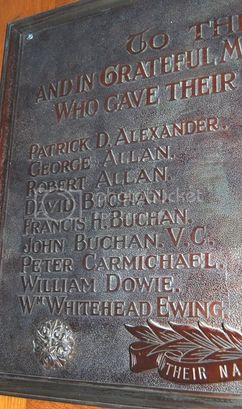 TO TH
AND IN GRATEFUL M
WHO GAVE THEIR
PATRICK D. ALEXANDER.
GEORGE ALLAN.
ROBERT ALLAN.
DAVID BUCHAN.
FRANCIS H. BUCHAN.
JOHN BUCHAN. V.C.
PETER CARMICHAEL.
WILLIAM DOWIE.
WM WHITEHEAD EWING.
THEIR NA